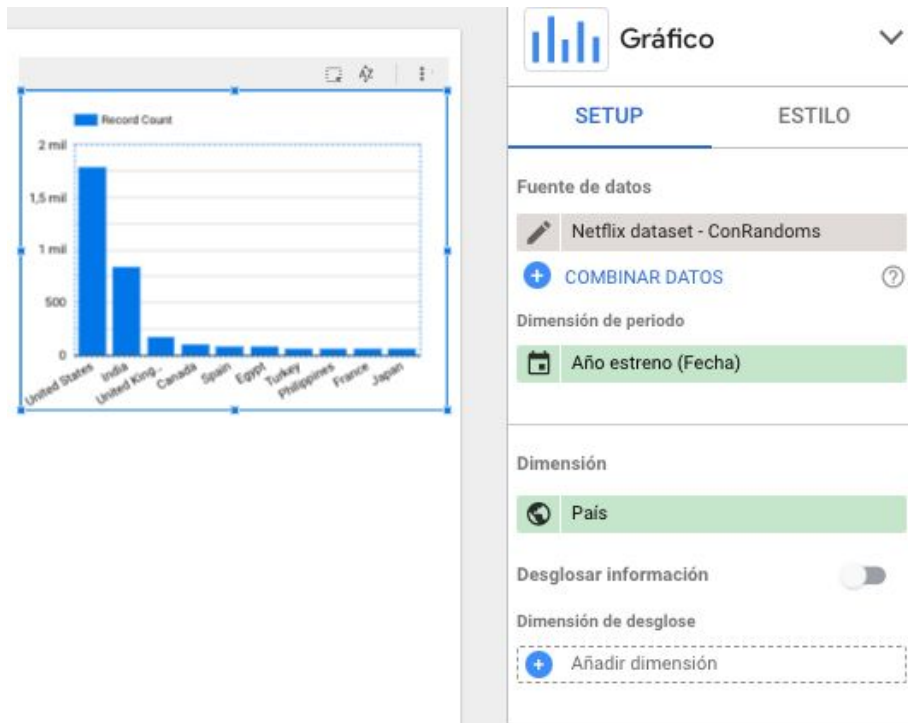 Record Count
2 mil
1,5 mil
1 mil
500
0
United States
India
United King..
Canada
Spain
Egypt
Turkey
Philippines
France
Japan
Gráfico
SETUP ESTILO
Fuente de datos
Netflix dataset - ConRandoms
COMBINAR DATOS
Dimensión de periodo
Año estreno (Fecha)
Dimensión
País
Desglosar información
Dimensión de desglose
Añadir dimensión